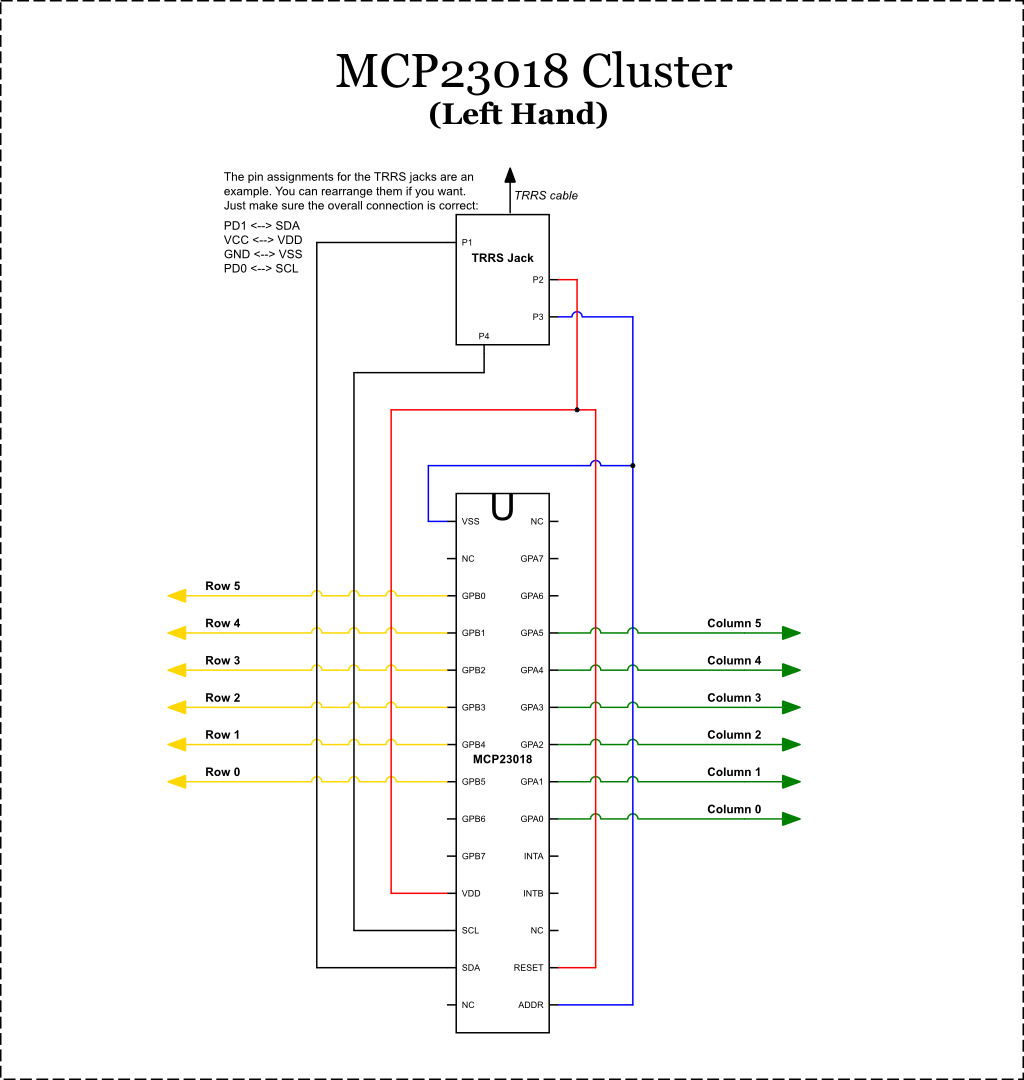 MCP23018 Cluster
(Left Hand)
The pin assignments for the TRRS jacks are an
example. You can rearrange them if you want.
Just make sure the overall connection is correct:
PD1 <--> SDA
VCC <--> VDD
GND <--> VSS
PD0 <--> SCL
TRRS cable
P1
TRRS Jack
P2
P3
P4
U
VSS
NC
NC
GPA7
Row 5
GPB0
GPA6
Row 4
GPB1
GPA5
Column 5
Row 3
GPB2
GPA4
Column 4
Row 2
GPB3
GPA3
Column 3
Row 1
GPB4
GPA2
Column 2
MCP23018
Row 0
GPB5
GPA1
Column 1
GPB6
GPA0
Column 0
GPB7
INTA
VDD
INTB
SCL
NC
SDA
RESET
NC
ADDR